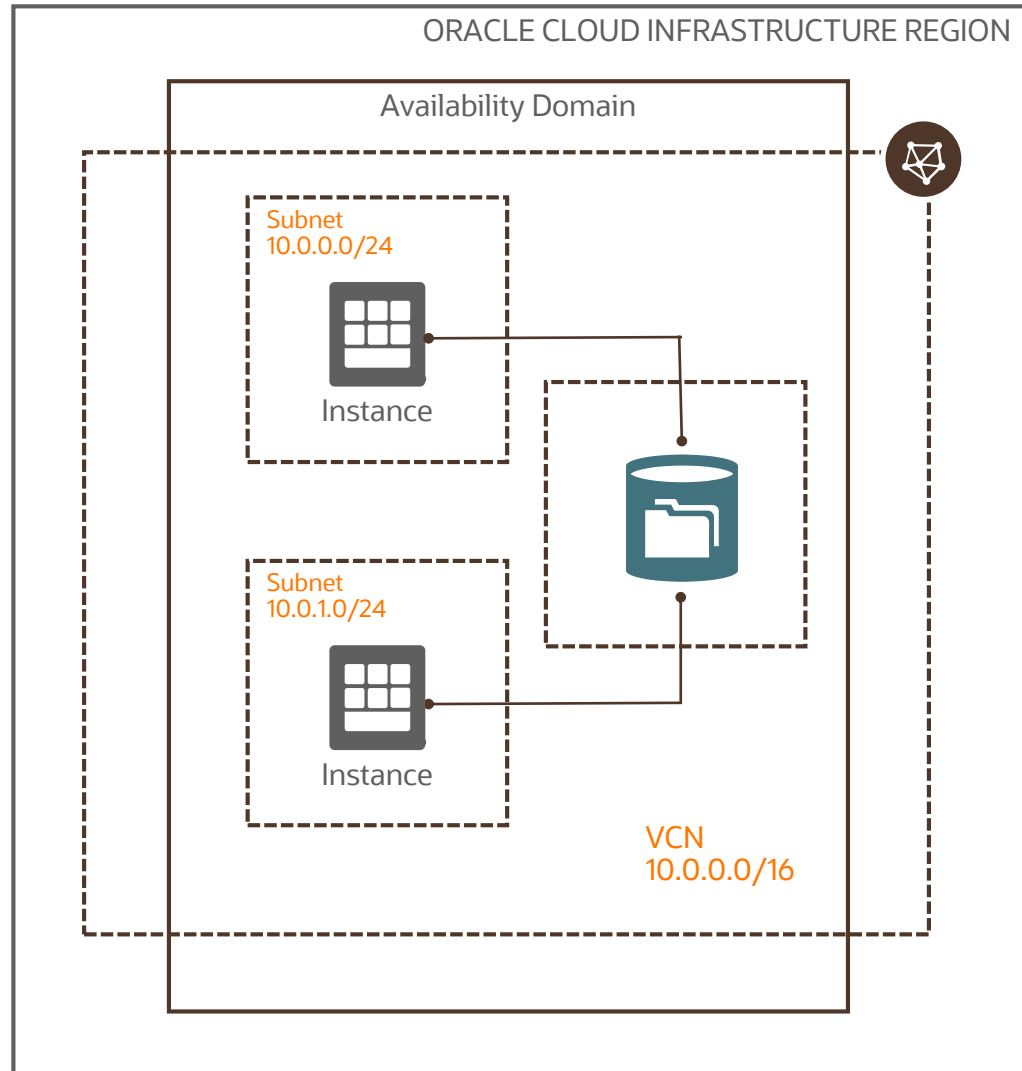 ORACLE CLOUD INFRASTRUCTURE REGION
Availability Domain
Subnet
10.0.0.0/24
Instance
Subnet
10.0.1.0/24
Instance
VCN
10.0.0.0/16